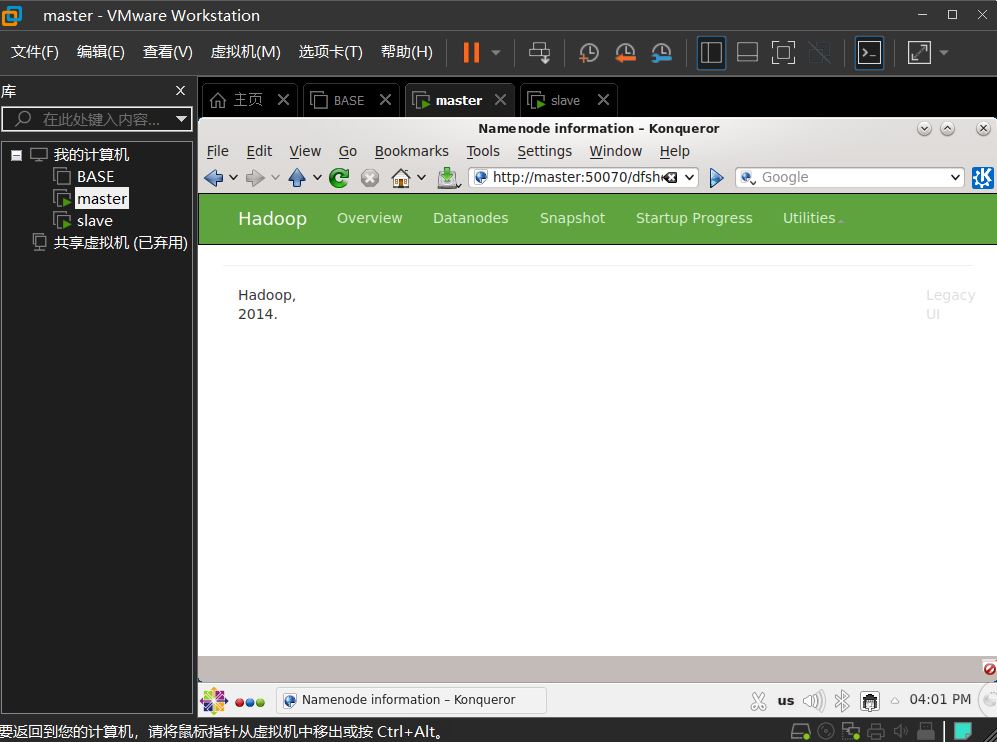 master - VMware Workstation
文件(F) 编辑(E) 查看(V) 虚拟机(M) 选项卡(T) 帮助(H)
库
在此处键入内容...
我的计算机
BASE
master
slave
共享虚拟机 (已弃用)
主页 BASE master slave
Namenode information – Konqueror
File Edit View Go Bookmarks Tools Settings Window Help
http://master:50070/dfsh Google
Hadoop Overview Datanodes Snapshot Startup Progress Utilities
Hadoop,
2014.
Legacy
UI
Namenode information – Konqueror us 04:01 PM
要返回到您的计算机，请将鼠标指针从虚拟机中移出或按 Ctrl+Alt。